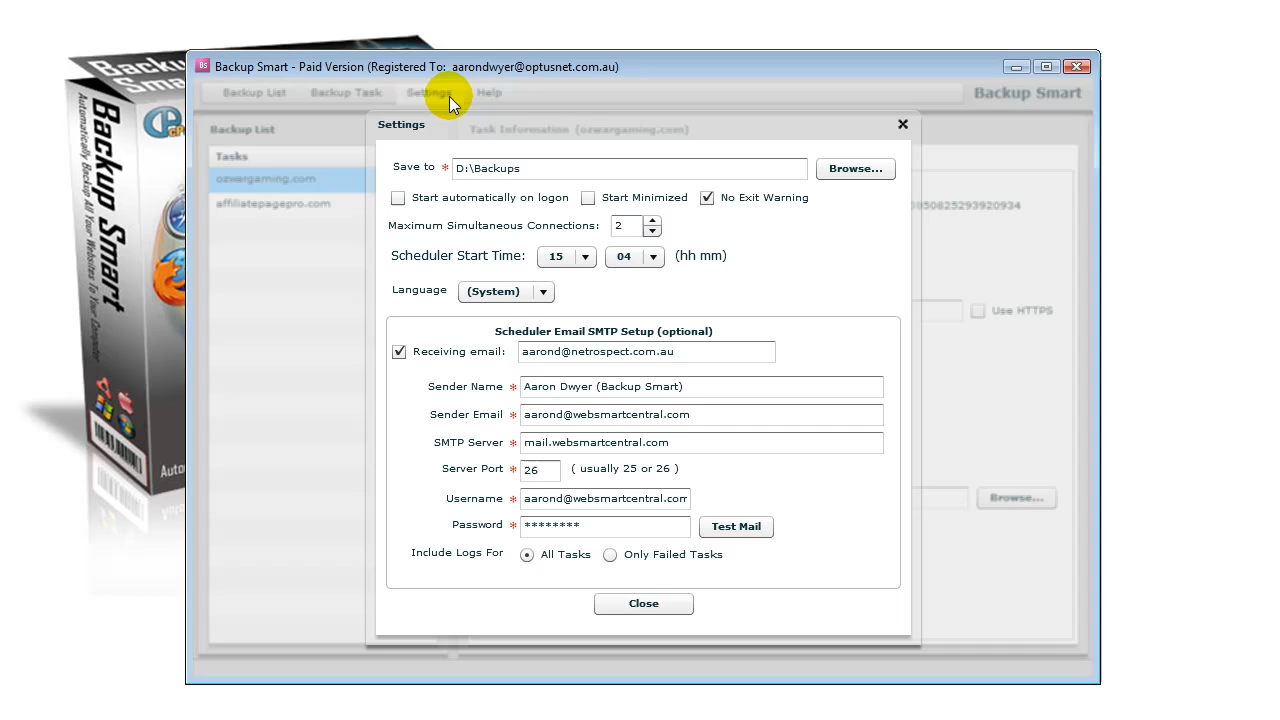 Backup Smart
Automatically Backup All Your Websites To Your Computer
Backup Smart - Paid Version (Registered To: aarondwyer@optusnet.com.au)
Backup List Backup Task Settings Help Backup Smart
Backup List Task Information (ozwargaming.com)
Tasks
ozwargaming.com
affiliatepagepro.com
3850825293920934
Use HTTPS
Browse...
Settings
Save to * D:\Backups Browse...
Start automatically on logon Start Minimized No Exit Warning
Maximum Simultaneous Connections: 2
Scheduler Start Time: 15 04 (hh mm)
Language (System)
Scheduler Email SMTP Setup (optional)
Receiving email: aarond@netrospect.com.au
Sender Name * Aaron Dwyer (Backup Smart)
Sender Email * aarond@websmartcentral.com
SMTP Server * mail.websmartcentral.com
Server Port * 26 ( usually 25 or 26 )
Username * aarond@websmartcentral.com
Password * ******** Test Mail
Include Logs For All Tasks Only Failed Tasks
Close